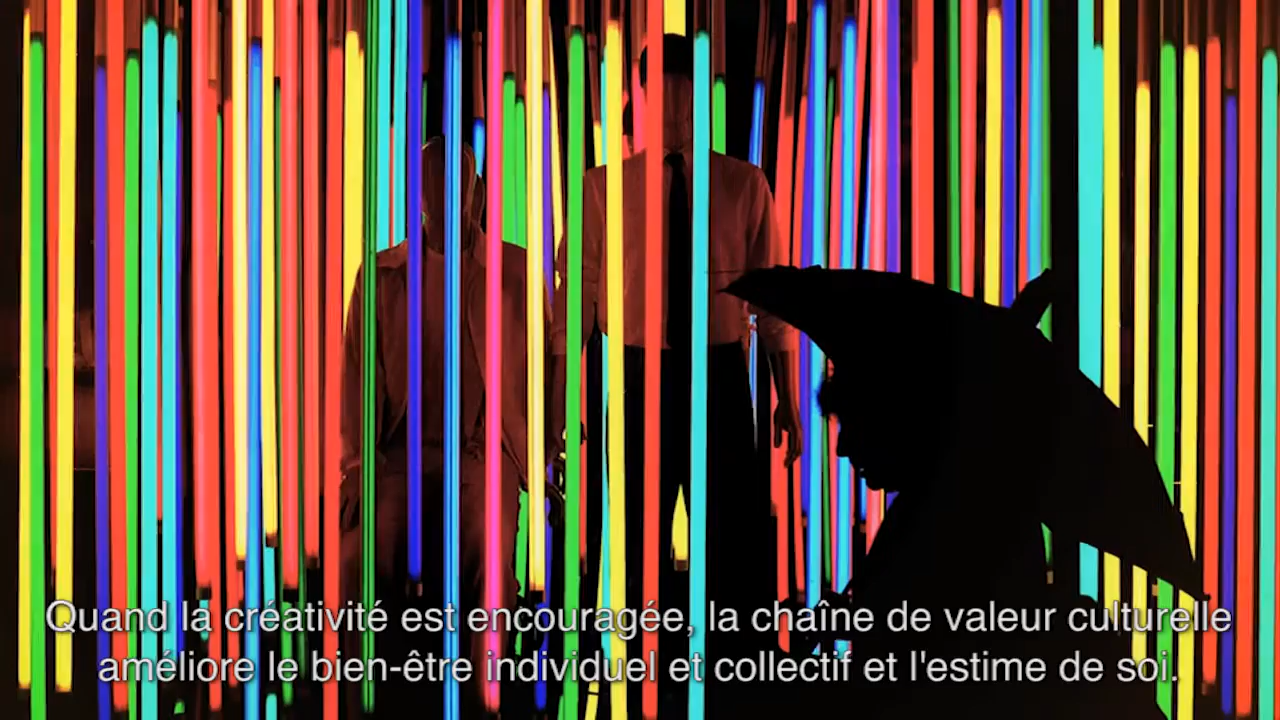 Quand la créativité est encouragée, la chaîne de valeur culturelle
améliore le bien-être individuel et collectif et l'estime de soi.